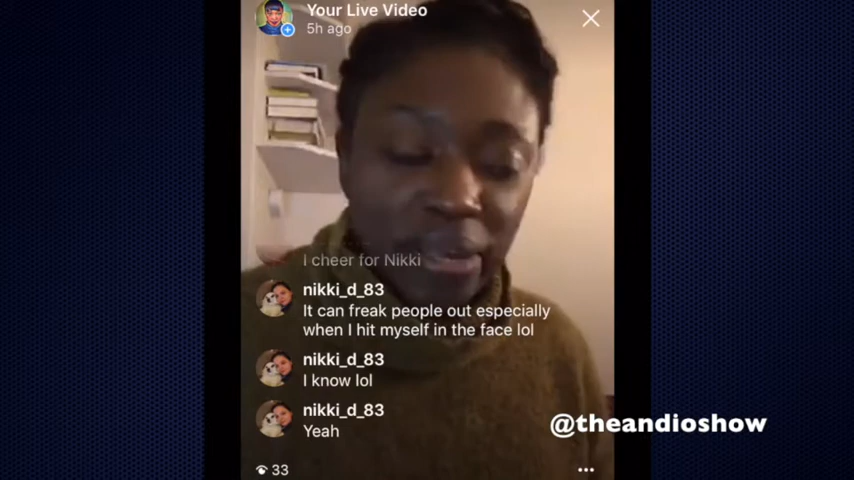 Your Live Video
5h ago
I cheer for Nikki
nikki_d_83
It can freak people out especially
when I hit myself in the face lol
nikki_d_83
I know lol
nikki_d_83
Yeah
@theandioshow
33